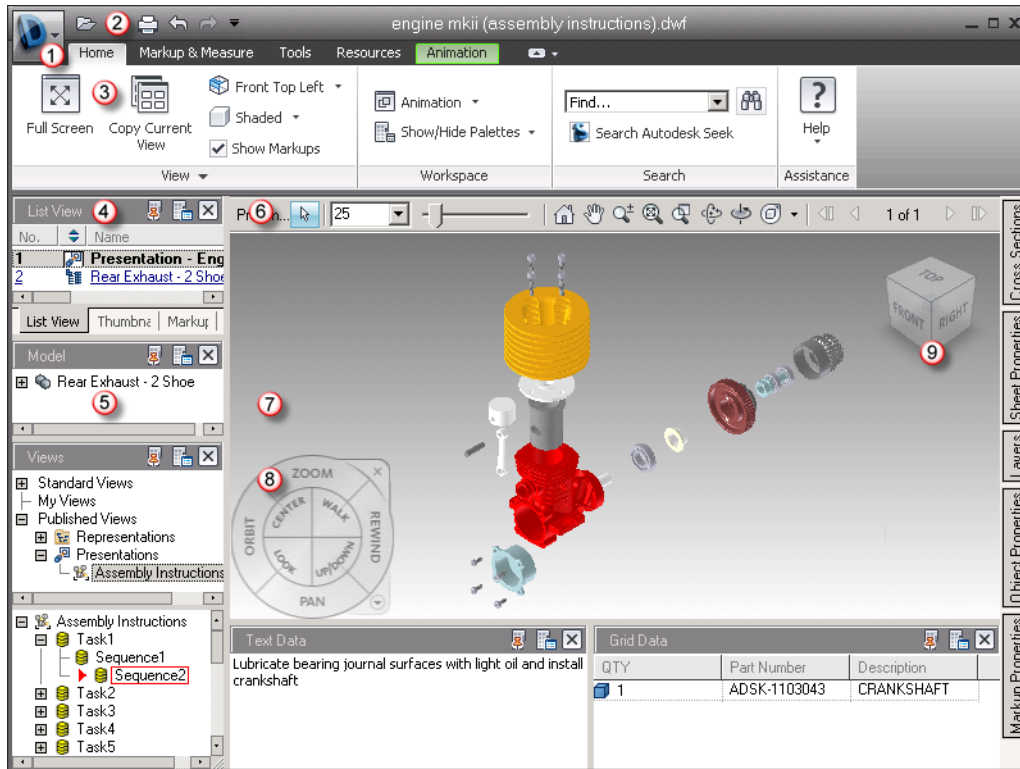 engine mkii (assembly instructions).dwf
2
1
Home Markup & Measure Tools Resources Animation
3
Full Screen
Copy Current View
Front Top Left
Shaded
Show Markups
View
Animation
Show/Hide Palettes
Workspace
Find...
Search Autodesk Seek
Search
?
Help
Assistance
List View 4
No. Name
1 Presentation - Eng
2 Rear Exhaust - 2 Shoe
List View Thumbna Markup
Model
Rear Exhaust - 2 Shoe
5
Views
Standard Views
My Views
Published Views
Representations
Presentations
Assembly Instructions
Assembly Instructions
Task1
Sequence1
Sequence2
Task2
Task3
Task4
Task5
6 25 1 of 1
7
8
ZOOM
ORBIT
REWIND
PAN
CENTER
WALK
LOOK
UP/DOWN
TOP
FRONT
RIGHT
9
Text Data
Lubricate bearing journal surfaces with light oil and install
crankshaft
Grid Data
QTY Part Number Description
1 ADSK-1103043 CRANKSHAFT
Cross Sections
Sheet Properties
Layers
Object Properties
Markup Properties